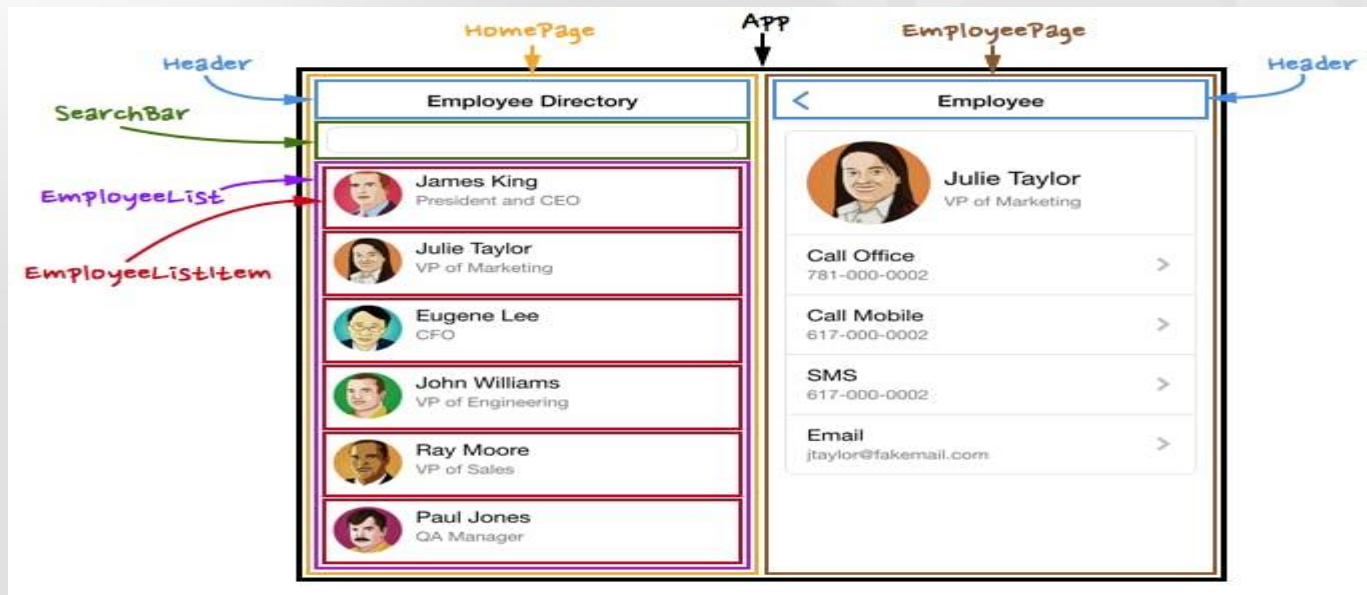 HomePage
App
EmployeePage
Header
Header
SearchBar
EmployeeList
EmployeeListItem
Employee Directory
James King
President and CEO
Julie Taylor
VP of Marketing
Eugene Lee
CFO
John Williams
VP of Engineering
Ray Moore
VP of Sales
Paul Jones
QA Manager
< Employee
Julie Taylor
VP of Marketing
Call Office
781-000-0002
>
Call Mobile
617-000-0002
>
SMS
617-000-0002
>
Email
jtaylor@fakemail.com
>